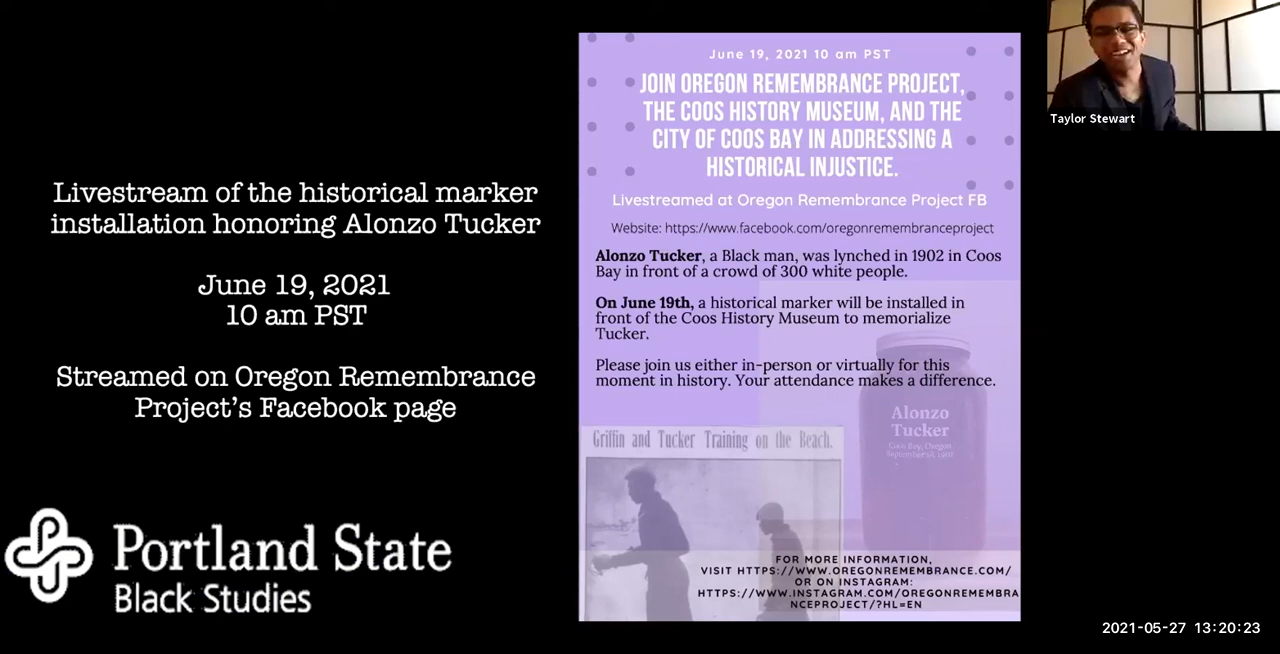 Livestream of the historical marker
installation honoring Alonzo Tucker
June 19, 2021
10 am PST
Streamed on Oregon Remembrance
Project's Facebook page
Portland State
Black Studies
June 19, 2021 10 am PST
JOIN OREGON REMEMBRANCE PROJECT,
THE COOS HISTORY MUSEUM, AND THE
CITY OF COOS BAY IN ADDRESSING A
HISTORICAL INJUSTICE.
Livestreamed at Oregon Remembrance Project FB
Website: https://www.facebook.com/oregonremembranceproject
Alonzo Tucker, a Black man, was lynched in 1902 in Coos
Bay in front of a crowd of 300 white people.
On June 19th, a historical marker will be installed in
front of the Coos History Museum to memorialize
Tucker.
Please join us either in-person or virtually for this
moment in history. Your attendance makes a difference.
Alonzo
Tucker
Coos Bay, Oregon
Griffin and Tucker Training on the Beach.
FOR MORE INFORMATION,
VISIT HTTPS://WWW.OREGONREMEMBRANCE.COM/
OR ON INSTAGRAM:
HTTPS://WWW.INSTAGRAM.COM/OREGONREMEMBRA
NCEPROJECT/?HL=EN
Taylor Stewart
2021-05-27 13:20:23